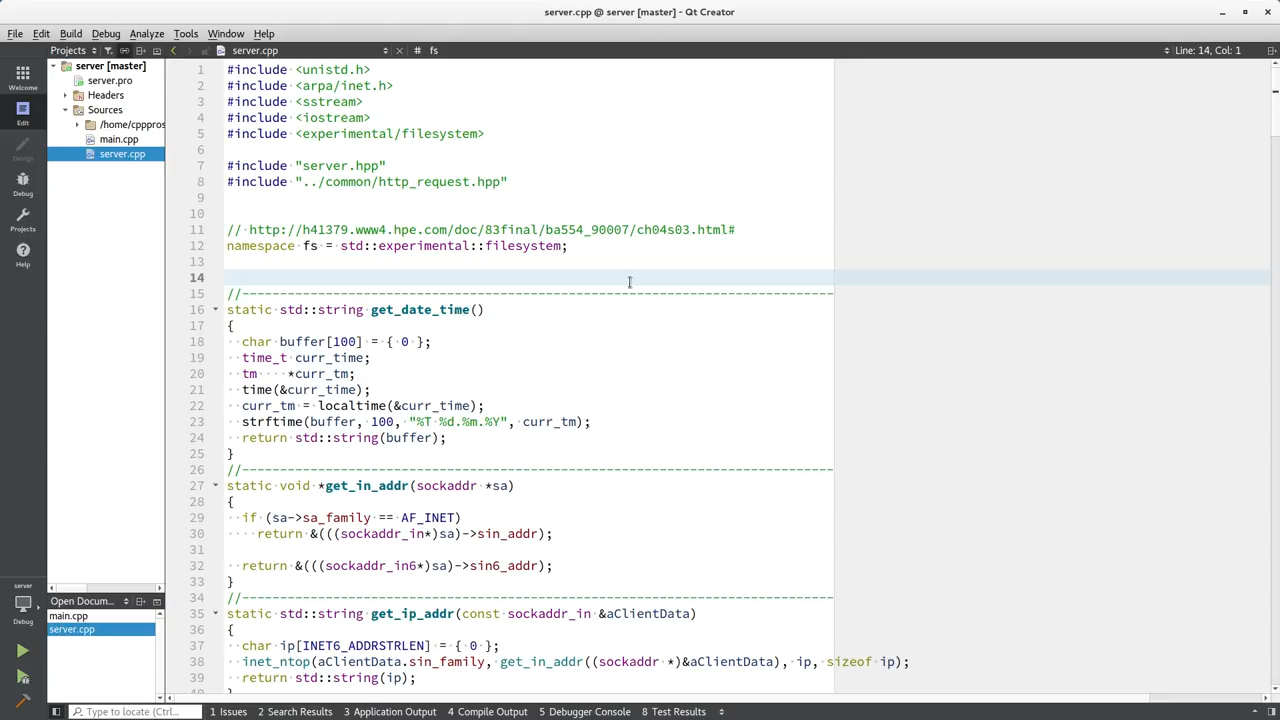 server.cpp @ server [master] - Qt Creator
File Edit Build Debug Analyze Tools Window Help
Projects server.cpp # fs Line: 14, Col: 1
Welcome
Edit
Design
Debug
Projects
Help
server
Debug
server [master]
server.pro
Headers
Sources
/home/cpppros
main.cpp
server.cpp
Open Docum...
main.cpp
server.cpp
1 #include <unistd.h>
2 #include <arpa/inet.h>
3 #include <sstream>
4 #include <iostream>
5 #include <experimental/filesystem>
6
7 #include "server.hpp"
8 #include "../common/http_request.hpp"
9
10
11 // http://h41379.www4.hpe.com/doc/83final/ba554_90007/ch04s03.html#
12 namespace fs = std::experimental::filesystem;
13
14
15 //------------------------------------------------------------------------------
16 static std::string get_date_time()
17 {
18   char buffer[100] = { 0 };
19   time_t curr_time;
20   tm    *curr_tm;
21   time(&curr_time);
22   curr_tm = localtime(&curr_time);
23   strftime(buffer, 100, "%T %d.%m.%Y", curr_tm);
24   return std::string(buffer);
25 }
26 //------------------------------------------------------------------------------
27 static void *get_in_addr(sockaddr *sa)
28 {
29   if (sa->sa_family == AF_INET)
30     return &(((sockaddr_in*)sa)->sin_addr);
31
32   return &(((sockaddr_in6*)sa)->sin6_addr);
33 }
34 //------------------------------------------------------------------------------
35 static std::string get_ip_addr(const sockaddr_in &aClientData)
36 {
37   char ip[INET6_ADDRSTRLEN] = { 0 };
38   inet_ntop(aClientData.sin_family, get_in_addr((sockaddr *)&aClientData), ip, sizeof ip);
39   return std::string(ip);
40 }
Type to locate (Ctrl... 1 Issues 2 Search Results 3 Application Output 4 Compile Output 5 Debugger Console 8 Test Results